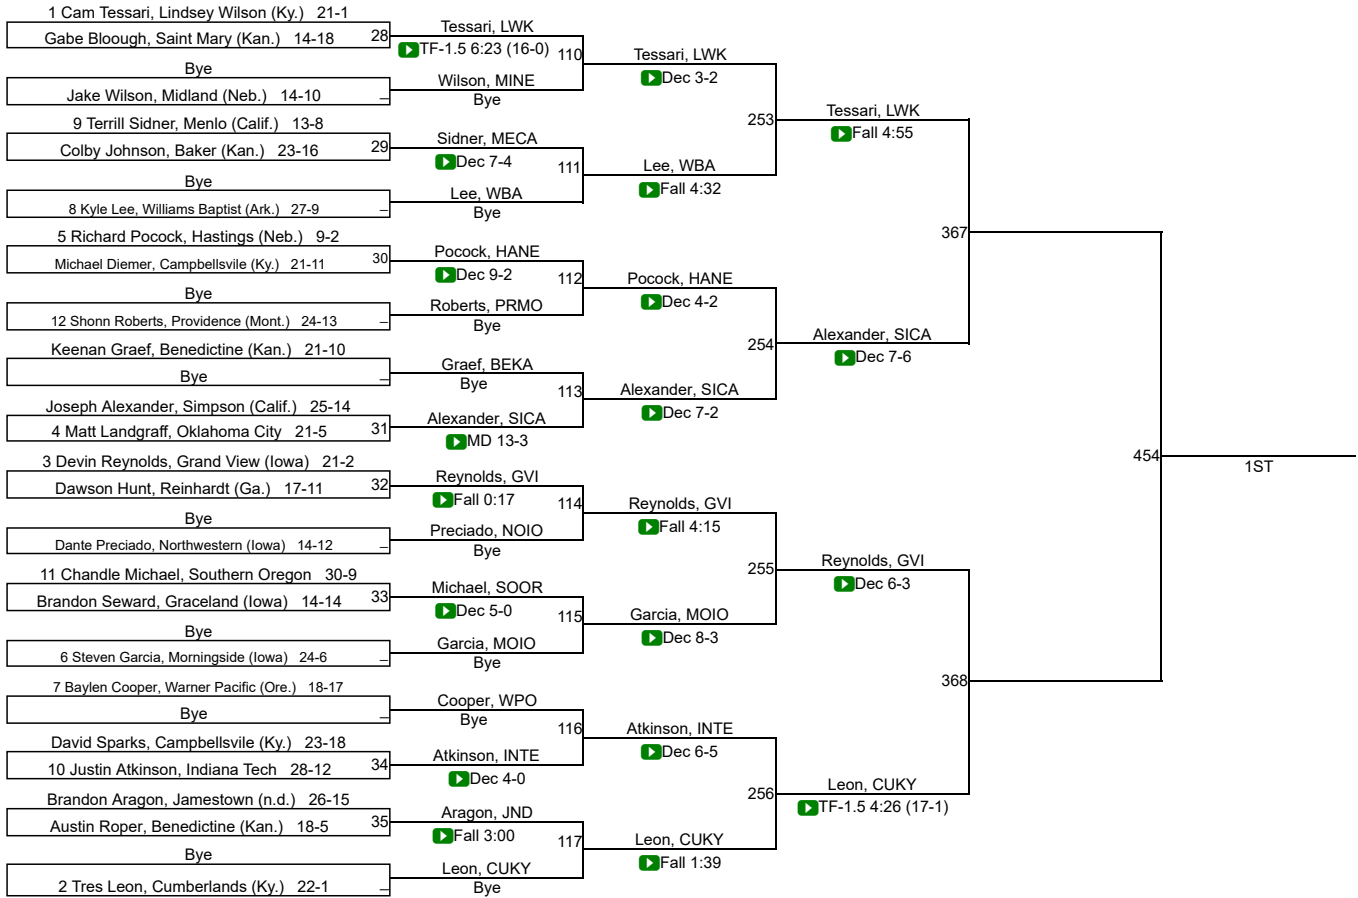 1 Cam Tessari, Lindsey Wilson (Ky.) 21-1
Gabe Bloough, Saint Mary (Kan.) 14-18
28
Bye
Jake Wilson, Midland (Neb.) 14-10
_
9 Terrill Sidner, Menlo (Calif.) 13-8
Colby Johnson, Baker (Kan.) 23-16
29
Bye
8 Kyle Lee, Williams Baptist (Ark.) 27-9
_
5 Richard Pocock, Hastings (Neb.) 9-2
Michael Diemer, Campbellsvile (Ky.) 21-11
30
Bye
12 Shonn Roberts, Providence (Mont.) 24-13
_
Keenan Graef, Benedictine (Kan.) 21-10
Bye
_
Joseph Alexander, Simpson (Calif.) 25-14
4 Matt Landgraff, Oklahoma City 21-5
31
3 Devin Reynolds, Grand View (Iowa) 21-2
Dawson Hunt, Reinhardt (Ga.) 17-11
32
Bye
Dante Preciado, Northwestern (Iowa) 14-12
_
11 Chandle Michael, Southern Oregon 30-9
Brandon Seward, Graceland (Iowa) 14-14
33
Bye
6 Steven Garcia, Morningside (Iowa) 24-6
_
7 Baylen Cooper, Warner Pacific (Ore.) 18-17
Bye
_
David Sparks, Campbellsvile (Ky.) 23-18
10 Justin Atkinson, Indiana Tech 28-12
34
Brandon Aragon, Jamestown (n.d.) 26-15
Austin Roper, Benedictine (Kan.) 18-5
35
Bye
2 Tres Leon, Cumberlands (Ky.) 22-1
_
Tessari, LWK
TF-1.5 6:23 (16-0)
110
Wilson, MINE
Bye
Sidner, MECA
Dec 7-4
111
Lee, WBA
Bye
Pocock, HANE
Dec 9-2
112
Roberts, PRMO
Bye
Graef, BEKA
Bye
113
Alexander, SICA
MD 13-3
Reynolds, GVI
Fall 0:17
114
Preciado, NOIO
Bye
Michael, SOOR
Dec 5-0
115
Garcia, MOIO
Bye
Cooper, WPO
Bye
116
Atkinson, INTE
Dec 4-0
Aragon, JND
Fall 3:00
117
Leon, CUKY
Bye
Tessari, LWK
Dec 3-2
253
Lee, WBA
Fall 4:32
Pocock, HANE
Dec 4-2
254
Alexander, SICA
Dec 7-2
Reynolds, GVI
Fall 4:15
255
Garcia, MOIO
Dec 8-3
Atkinson, INTE
Dec 6-5
256
Leon, CUKY
Fall 1:39
Tessari, LWK
Fall 4:55
367
Alexander, SICA
Dec 7-6
Reynolds, GVI
Dec 6-3
368
Leon, CUKY
TF-1.5 4:26 (17-1)
454
1ST